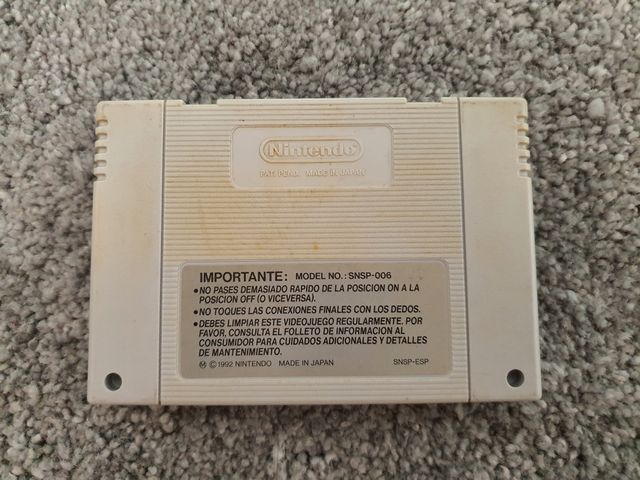 Nintendo
PAT. PEND. MADE IN JAPAN
IMPORTANTE: MODEL NO.: SNSP-006
•NO PASES DEMASIADO RAPIDO DE LA POSICION ON A LA
POSICION OFF (O VICEVERSA).
•NO TOQUES LAS CONEXIONES FINALES CON LOS DEDOS.
•DEBES LIMPIAR ESTE VIDEOJUEGO REGULARMENTE. POR
FAVOR, CONSULTA EL FOLLETO DE INFORMACION AL
CONSUMIDOR PARA CUIDADOS ADICIONALES Y DETALLES
DE MANTENIMIENTO.
Ⓜ ©1992 NINTENDO MADE IN JAPAN SNSP-ESP